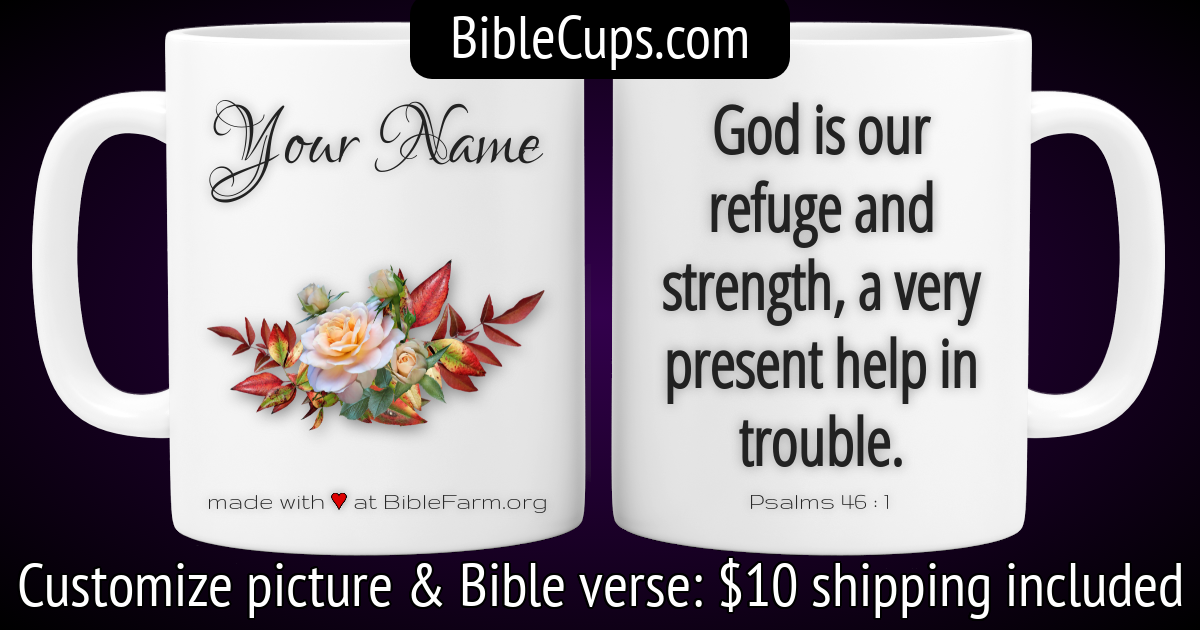 BibleCups.com
Your Name
made with ♥ at BibleFarm.org
God is our
refuge and
strength, a very
present help in
trouble.
Psalms 46 : 1
Customize picture & Bible verse: $10 shipping included